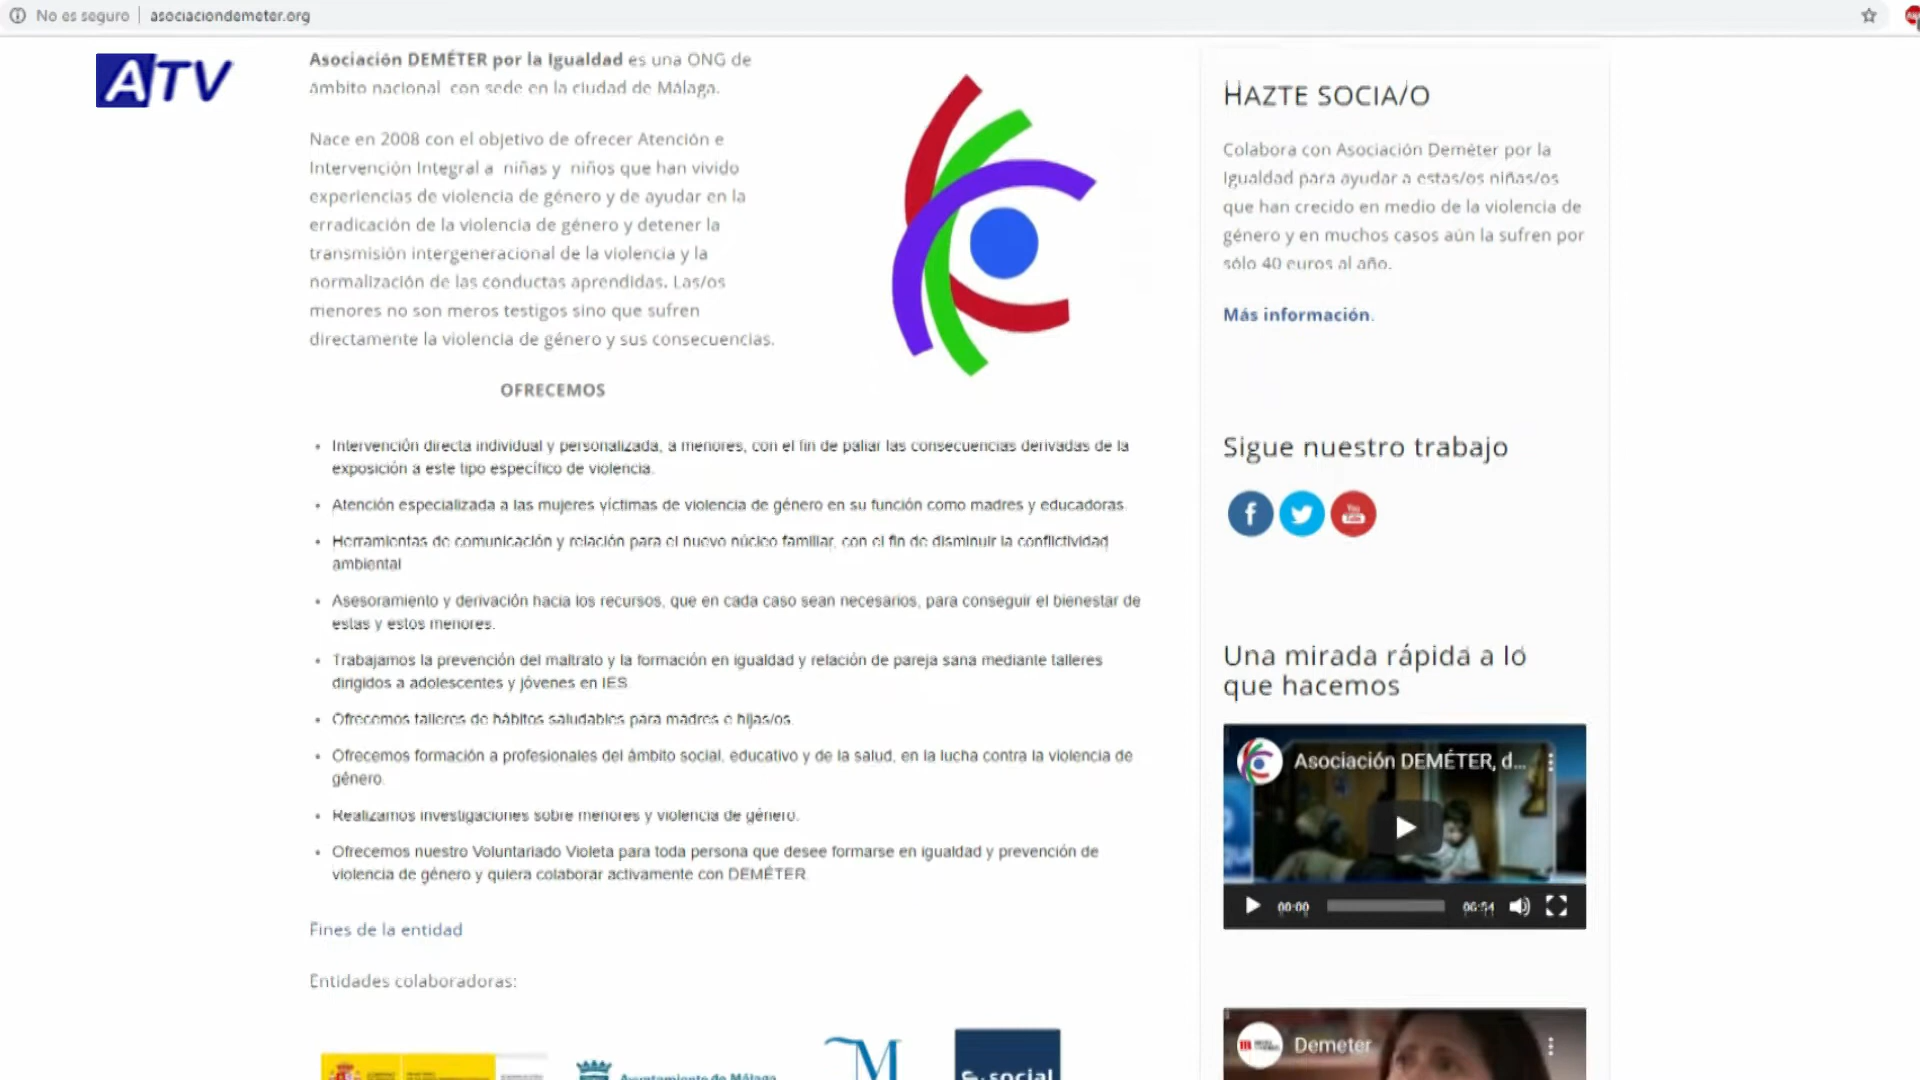 No es seguro | asociaciondemeter.org
ATV
Asociación DEMÉTER por la Igualdad es una ONG de
ámbito nacional con sede en la ciudad de Málaga.
Nace en 2008 con el objetivo de ofrecer Atención e
Intervención Integral a niñas y niños que han vivido
experiencias de violencia de género y de ayudar en la
erradicación de la violencia de género y detener la
transmisión intergeneracional de la violencia y la
normalización de las conductas aprendidas. Las/os
menores no son meros testigos sino que sufren
directamente la violencia de género y sus consecuencias.
OFRECEMOS
Intervención directa individual y personalizada, a menores, con el fin de paliar las consecuencias derivadas de la
exposición a este tipo específico de violencia.
Atención especializada a las mujeres víctimas de violencia de género en su función como madres y educadoras.
Herramientas de comunicación y relación para el nuevo núcleo familiar, con el fin de disminuir la conflictividad
ambiental
Asesoramiento y derivación hacia los recursos, que en cada caso sean necesarios, para conseguir el bienestar de
estas y estos menores.
Trabajamos la prevención del maltrato y la formación en igualdad y relación de pareja sana mediante talleres
dirigidos a adolescentes y jóvenes en IES
Ofrecemos talleres de hábitos saludables para madres e hijas/os.
Ofrecemos formación a profesionales del ámbito social, educativo y de la salud, en la lucha contra la violencia de
género.
Realizamos investigaciones sobre menores y violencia de género.
Ofrecemos nuestro Voluntariado Violeta para toda persona que desee formarse en igualdad y prevención de
violencia de género y quiera colaborar activamente con DEMÉTER
Fines de la entidad
Entidades colaboradoras:
Ayuntamiento de Málaga
M
social
HAZTE SOCIA/O
Colabora con Asociación Deméter por la
Igualdad para ayudar a estas/os niñas/os
que han crecido en medio de la violencia de
género y en muchos casos aún la sufren por
sólo 40 euros al año.
Más información.
Sigue nuestro trabajo
You Tube
Una mirada rápida a lo
que hacemos
Asociación DEMÉTER, d...
00:00 06:54
Demeter